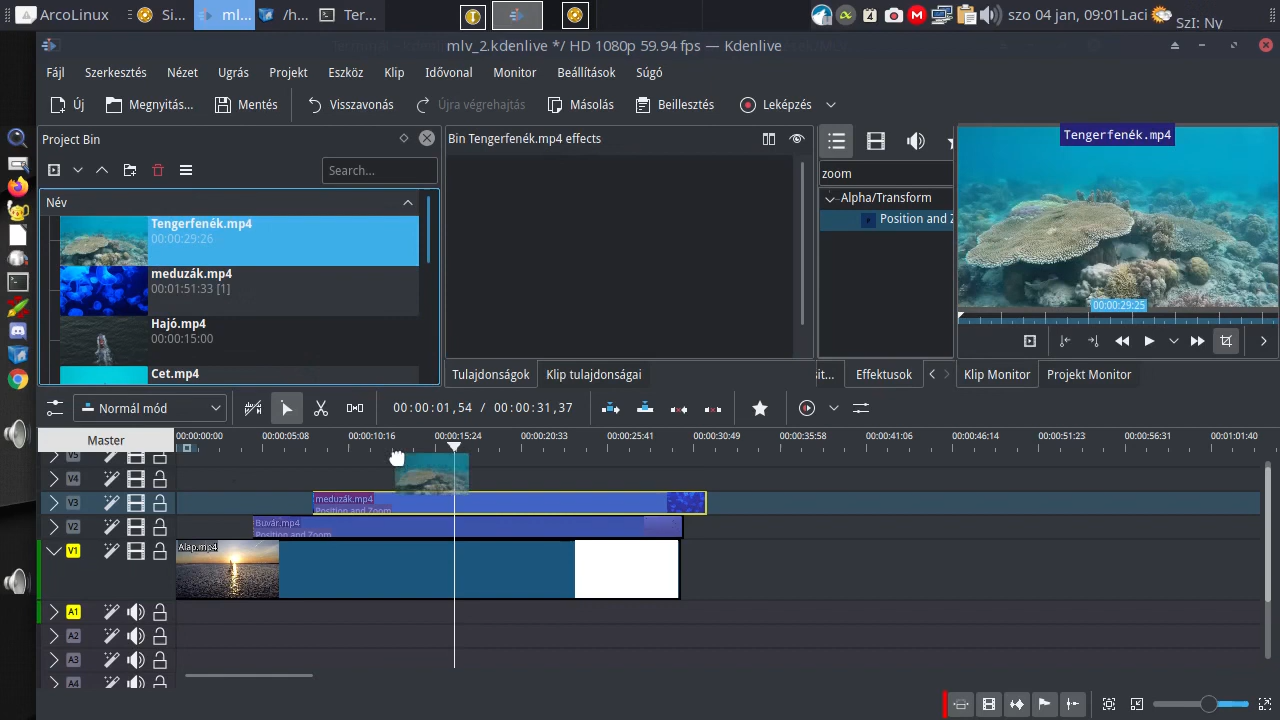 ArcoLinux
Si...
ml...
/h...
Ter...
4
szo 04 jan, 09:01
Laci
SzI: Ny
mlv_2.kdenlive */ HD 1080p 59.94 fps — Kdenlive
Fájl
Szerkesztés
Nézet
Ugrás
Projekt
Eszköz
Klip
Idővonal
Monitor
Beállítások
Súgó
Új
Megnyitás...
Mentés
Visszavonás
Újra végrehajtás
Másolás
Beillesztés
Leképzés
Project Bin
Search...
Név
Tengerfenék.mp4
00:00:29:26
meduzák.mp4
00:01:51:33 [1]
Hajó.mp4
00:00:15:00
Cet.mp4
Bin Tengerfenék.mp4 effects
Tulajdonságok
Klip tulajdonságai
zoom
Alpha/Transform
Position and Z
it...
Effektusok
Tengerfenék.mp4
00:00:29:25
Klip Monitor
Projekt Monitor
Normál mód
00:00:01,54 / 00:00:31,37
Master
00:00:00:00
00:00:05:08
00:00:10:16
00:00:15:24
00:00:20:33
00:00:25:41
00:00:30:49
00:00:35:58
00:00:41:06
00:00:46:14
00:00:51:23
00:00:56:31
00:01:01:40
V5
V4
V3
meduzák.mp4
Position and Zoom
V2
Buvár.mp4
Position and Zoom
V1
Alap.mp4
A1
A2
A3
A4